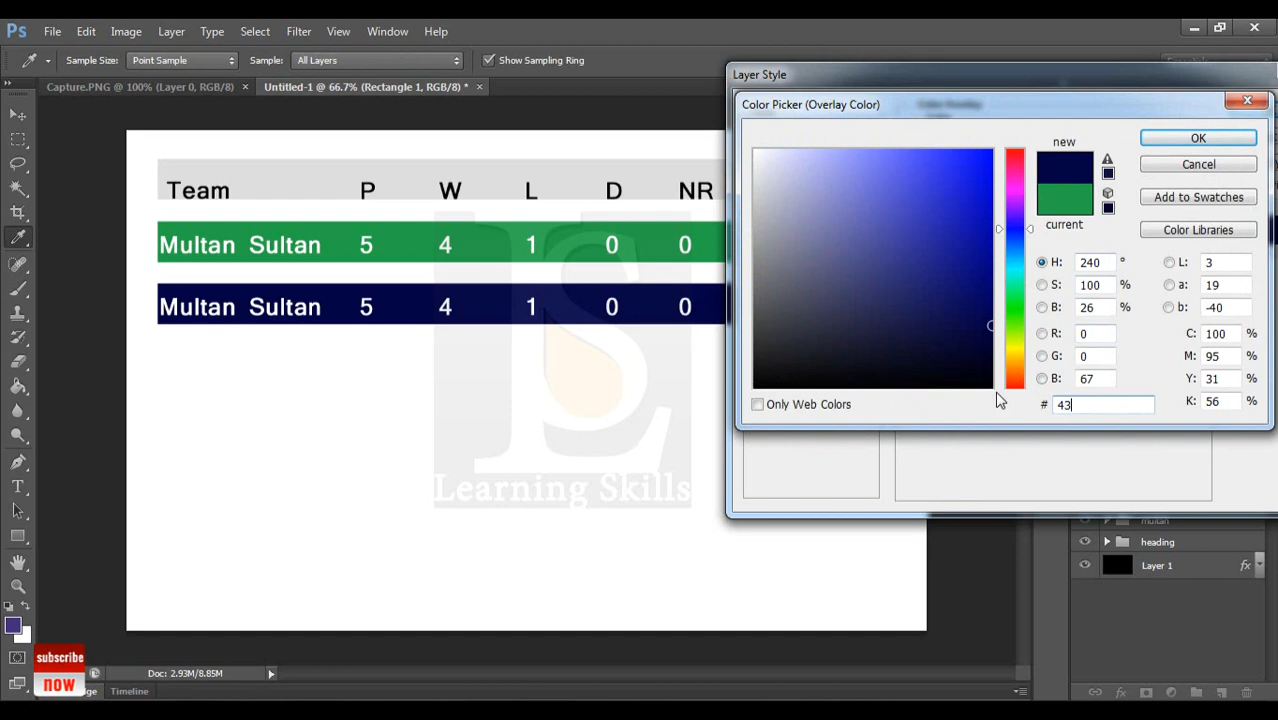 Ps File Edit Image Layer Type Select Filter View Window Help
Sample Size: Point Sample Sample: All Layers Show Sampling Ring
Capture.PNG @ 100% (Layer 0, RGB/8) × Untitled-1 @ 66.7% (Rectangle 1, RGB/8) * ×
Layer Style
Color Picker (Overlay Color)
new
current
OK
Cancel
Add to Swatches
Color Libraries
H: 240 °
S: 100 %
B: 26 %
R: 0
G: 0
B: 67
L: 3
a: 19
b: -40
C: 100 %
M: 95 %
Y: 31 %
K: 56 %
Only Web Colors
# 43
Team P W L D NR
Multan Sultan 5 4 1 0 0
Multan Sultan 5 4 1 0 0
LS
Learning Skills
multan
heading
Layer 1 fx
subscribe
now
Doc: 2.93M/8.85M
Timeline